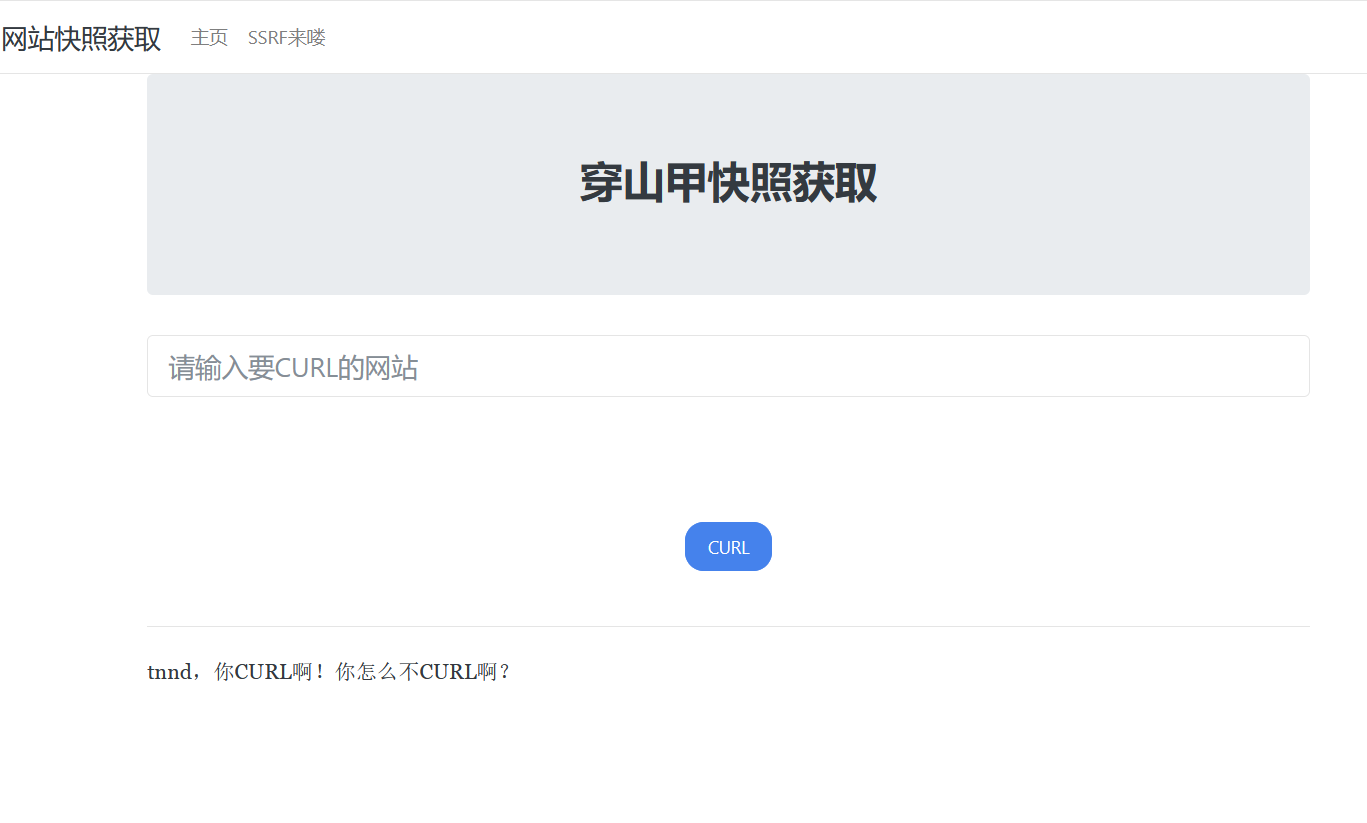 网站快照获取 主页 SSRF来喽
穿山甲快照获取
请输入要CURL的网站
CURL
tnnd，你CURL啊！你怎么不CURL啊？